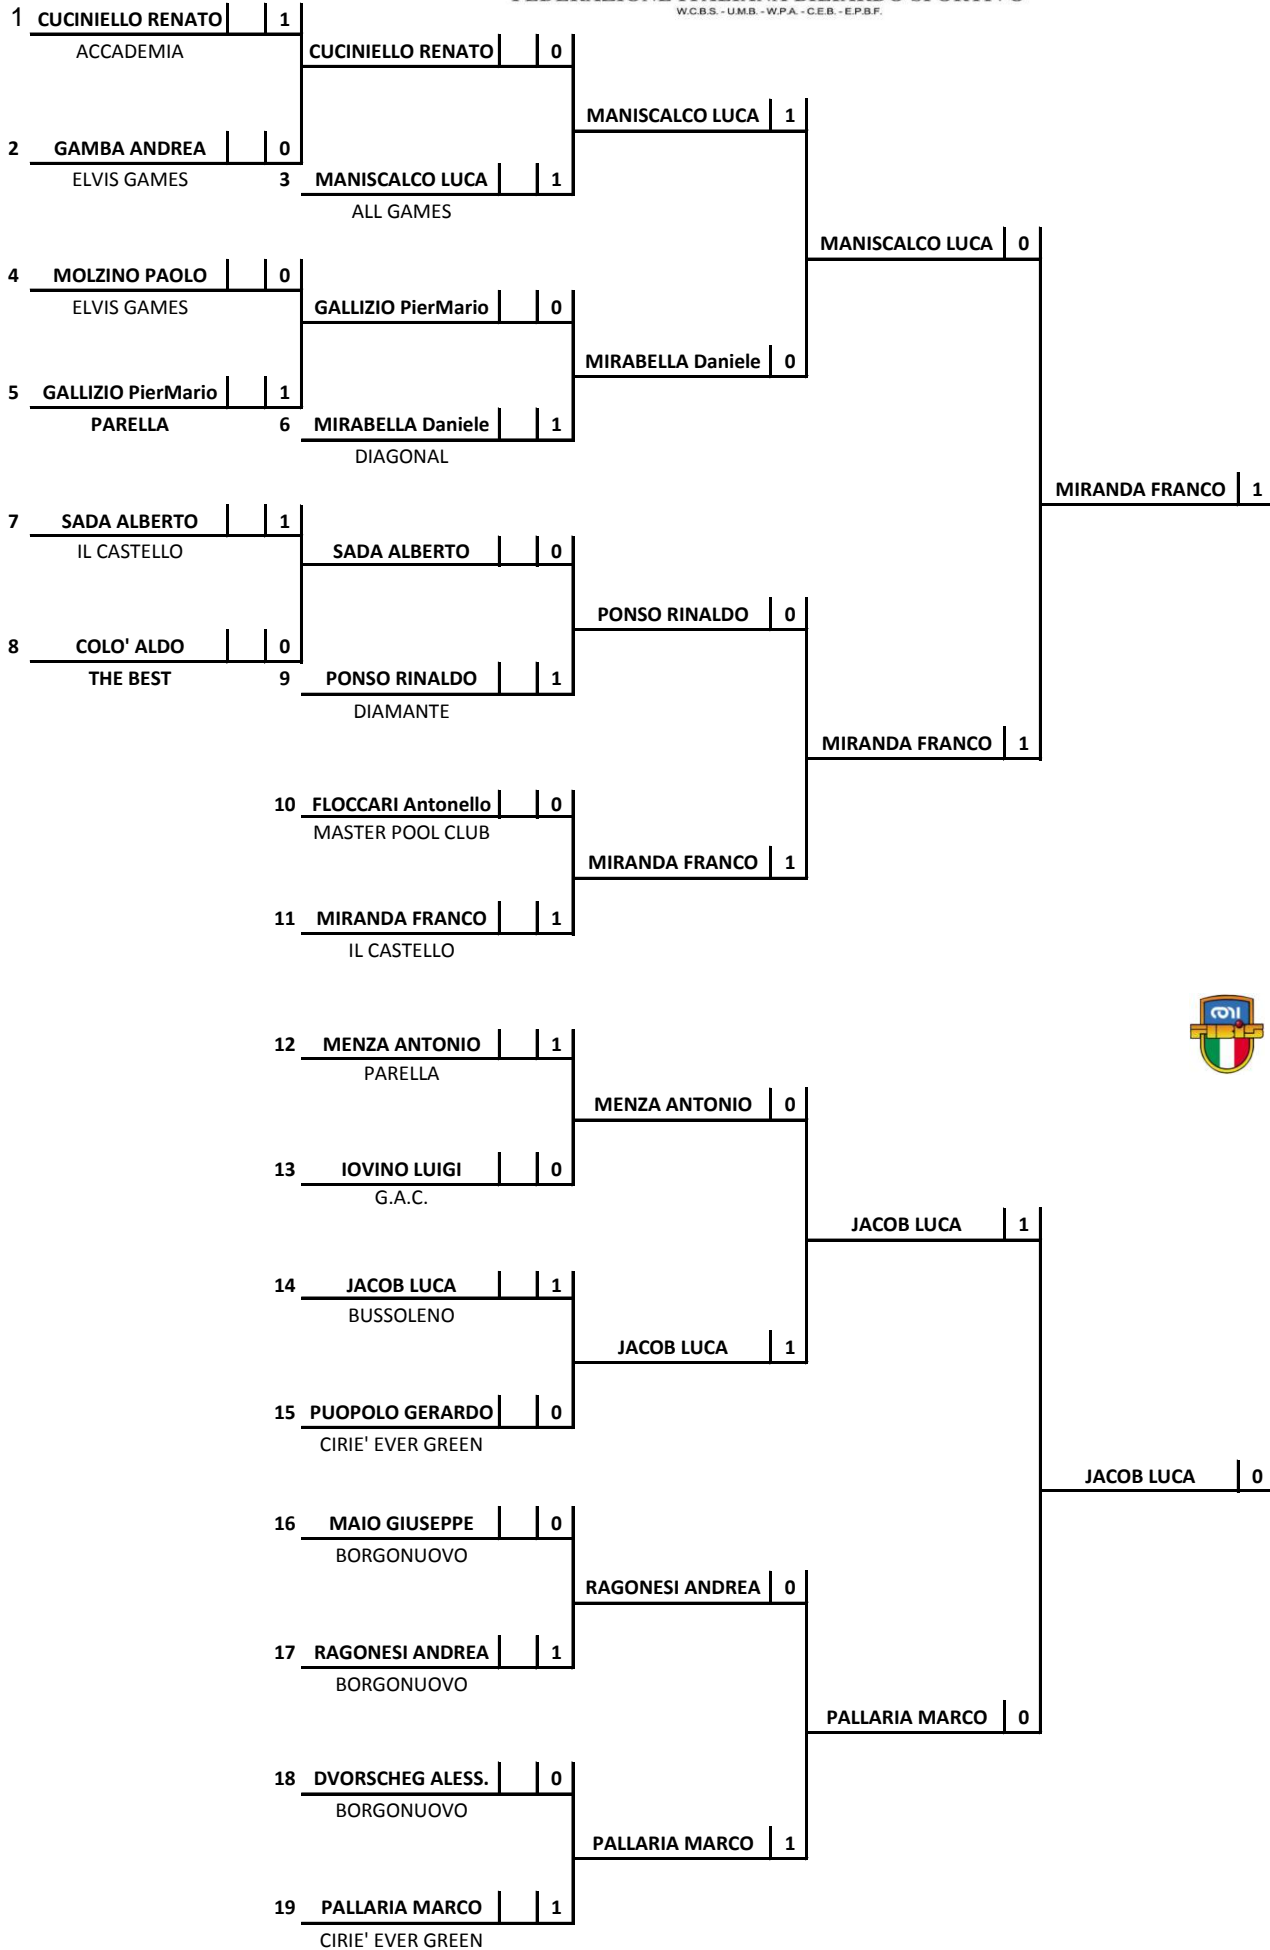 FEDERAZIONE ITALIANA BILIARDO SPORTIVO
W.C.B.S. - U.M.B. - W.P.A. - C.E.B. - E.P.B.F.
1 CUCINIELLO RENATO 1
ACCADEMIA
CUCINIELLO RENATO 0
MANISCALCO LUCA 1
2 GAMBA ANDREA 0
ELVIS GAMES
3 MANISCALCO LUCA 1
ALL GAMES
MANISCALCO LUCA 0
4 MOLZINO PAOLO 0
ELVIS GAMES
GALLIZIO PierMario 0
MIRABELLA Daniele 0
5 GALLIZIO PierMario 1
PARELLA
6 MIRABELLA Daniele 1
DIAGONAL
MIRANDA FRANCO 1
7 SADA ALBERTO 1
IL CASTELLO
SADA ALBERTO 0
PONSO RINALDO 0
8 COLO' ALDO 0
THE BEST
9 PONSO RINALDO 1
DIAMANTE
MIRANDA FRANCO 1
10 FLOCCARI Antonello 0
MASTER POOL CLUB
MIRANDA FRANCO 1
11 MIRANDA FRANCO 1
IL CASTELLO
12 MENZA ANTONIO 1
PARELLA
MENZA ANTONIO 0
13 IOVINO LUIGI 0
G.A.C.
JACOB LUCA 1
14 JACOB LUCA 1
BUSSOLENO
JACOB LUCA 1
15 PUOPOLO GERARDO 0
CIRIE' EVER GREEN
JACOB LUCA 0
16 MAIO GIUSEPPE 0
BORGONUOVO
RAGONESI ANDREA 0
17 RAGONESI ANDREA 1
BORGONUOVO
PALLARIA MARCO 0
18 DVORSCHEG ALESS. 0
BORGONUOVO
PALLARIA MARCO 1
19 PALLARIA MARCO 1
CIRIE' EVER GREEN